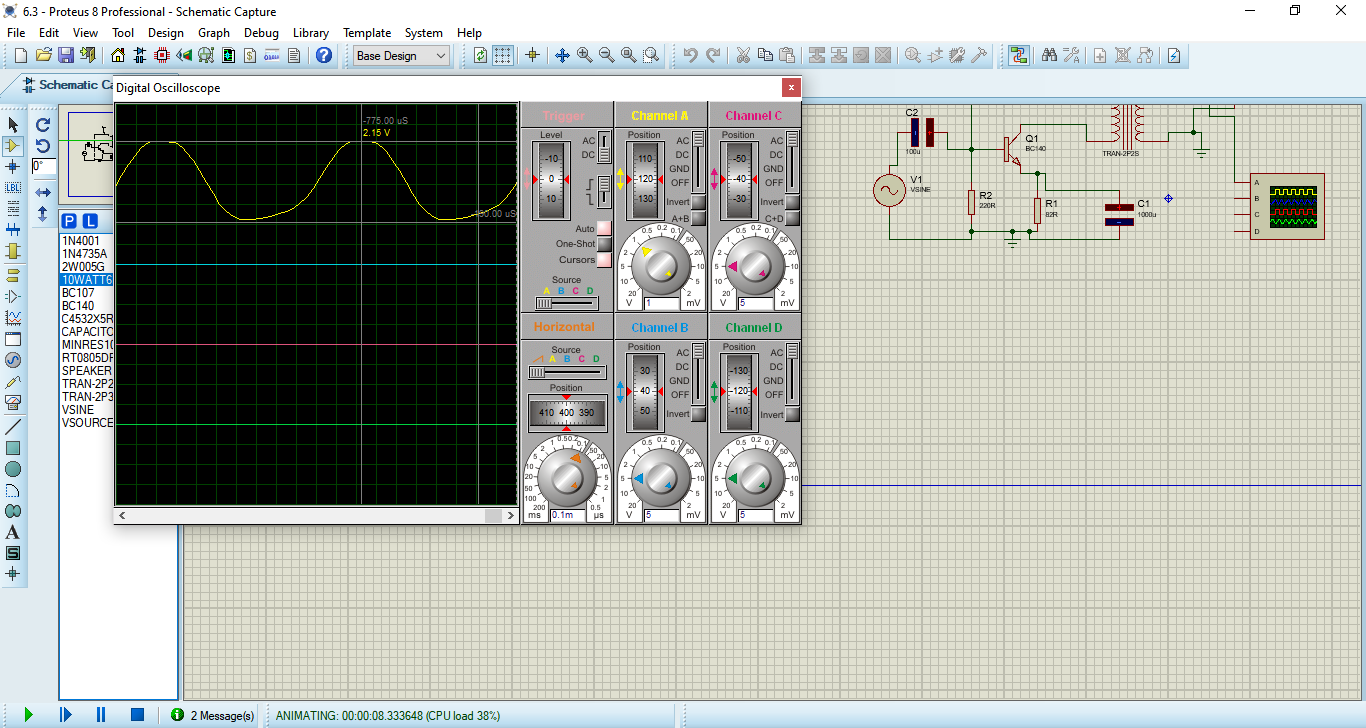 6.3 - Proteus 8 Professional - Schematic Capture
File Edit View Tool Design Graph Debug Library Template System Help
Base Design
Schematic Ca
Digital Oscilloscope
0°
P L
1N4001
1N4735A
2W005G
10WATT6
BC107
BC140
C4532X5R
CAPACITO
MINRES10
RT0805DF
SPEAKER
TRAN-2P2
TRAN-2P3
VSINE
VSOURCE
-775.00 uS
2.15 V
Trigger
Level
-10
0
10
AC
DC
Auto
One-Shot
Cursors
Source
A B C D
Channel A
Position
110
120
130
AC
DC
GND
OFF
Invert
A+B
V 1 mV
Channel C
Position
-50
-40
-30
AC
DC
GND
OFF
Invert
C+D
V 5 mV
Horizontal
Source
A B C D
Position
410 400 390
ms 0.1m µs
Channel B
Position
30
40
50
AC
DC
GND
OFF
Invert
V 5 mV
Channel D
Position
-130
-120
-110
AC
DC
GND
OFF
Invert
V 5 mV
C2
100u
V1
VSINE
R2
220R
Q1
BC140
R1
82R
TRAN-2P2S
C1
1000u
A
B
C
D
2 Message(s)
ANIMATING: 00:00:08.333648 (CPU load 38%)